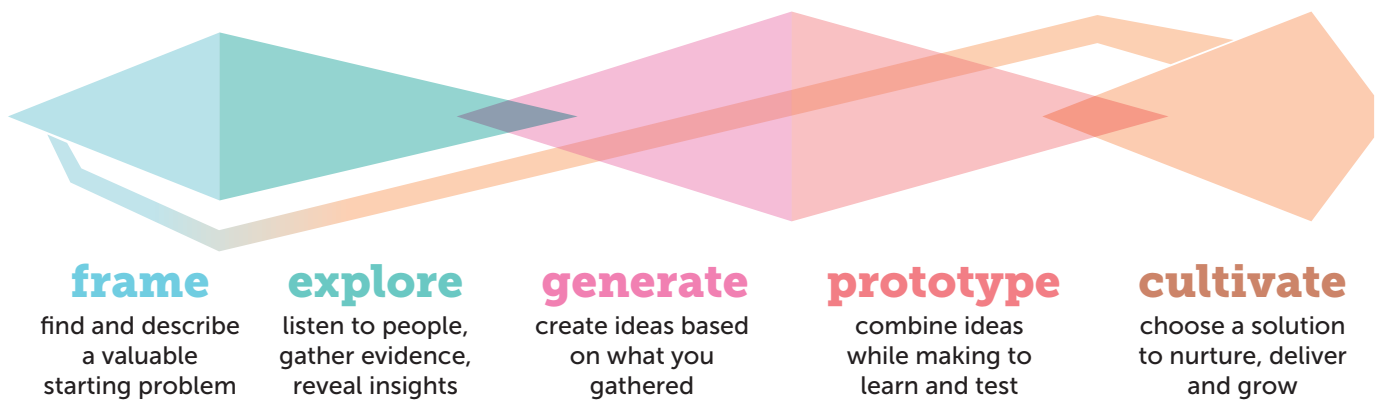 frame
find and describe
a valuable
starting problem
explore
listen to people,
gather evidence,
reveal insights
generate
create ideas based
on what you
gathered
prototype
combine ideas
while making to
learn and test
cultivate
choose a solution
to nurture, deliver
and grow